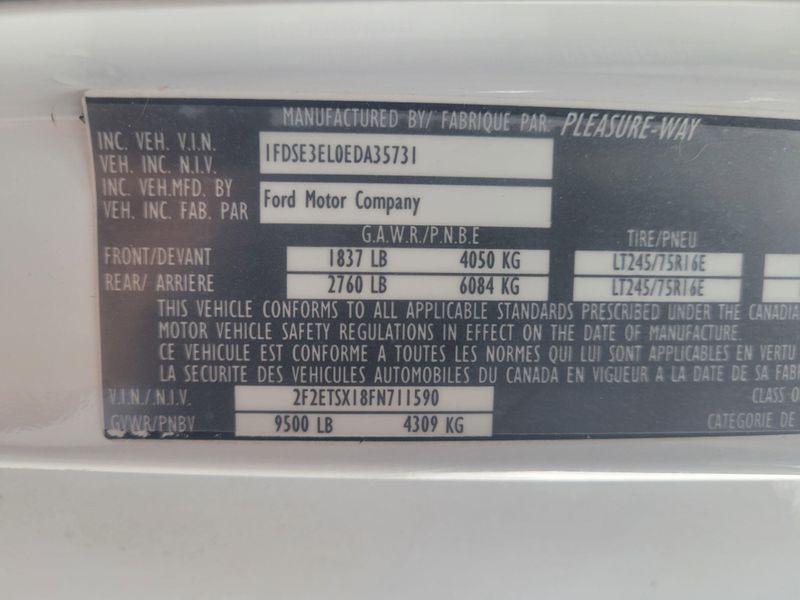 MANUFACTURED BY/ FABRIQUE PAR PLEASURE-WAY
INC. VEH. V.I.N.
VEH. INC. N.I.V. 1FDSE3EL0EDA35731
INC. VEH.MFD. BY
VEH. INC. FAB. PAR Ford Motor Company
G.A.W.R./P.N.B.E TIRE/PNEU
FRONT/DEVANT 1837 LB 4050 KG LT245/75R16E
REAR/ ARRIERE 2760 LB 6084 KG LT245/75R16E
THIS VEHICLE CONFORMS TO ALL APPLICABLE STANDARDS PRESCRIBED UNDER THE CANADIA
MOTOR VEHICLE SAFETY REGULATIONS IN EFFECT ON THE DATE OF MANUFACTURE.
CE VÉHICULE EST CONFORME À TOUTES LES NORMES QUI LUI SONT APPLICABLES EN VERTU
LA SECURITE DES VÉHICULES AUTOMOBILES DU CANADA EN VIGUEUR A LA DATE DE SA FAB
V.I.N./ N.I.V. 2F2ETSX18FN711590 CLASS O
GVWR/PNBV 9500 LB 4309 KG CATEGORIE DE